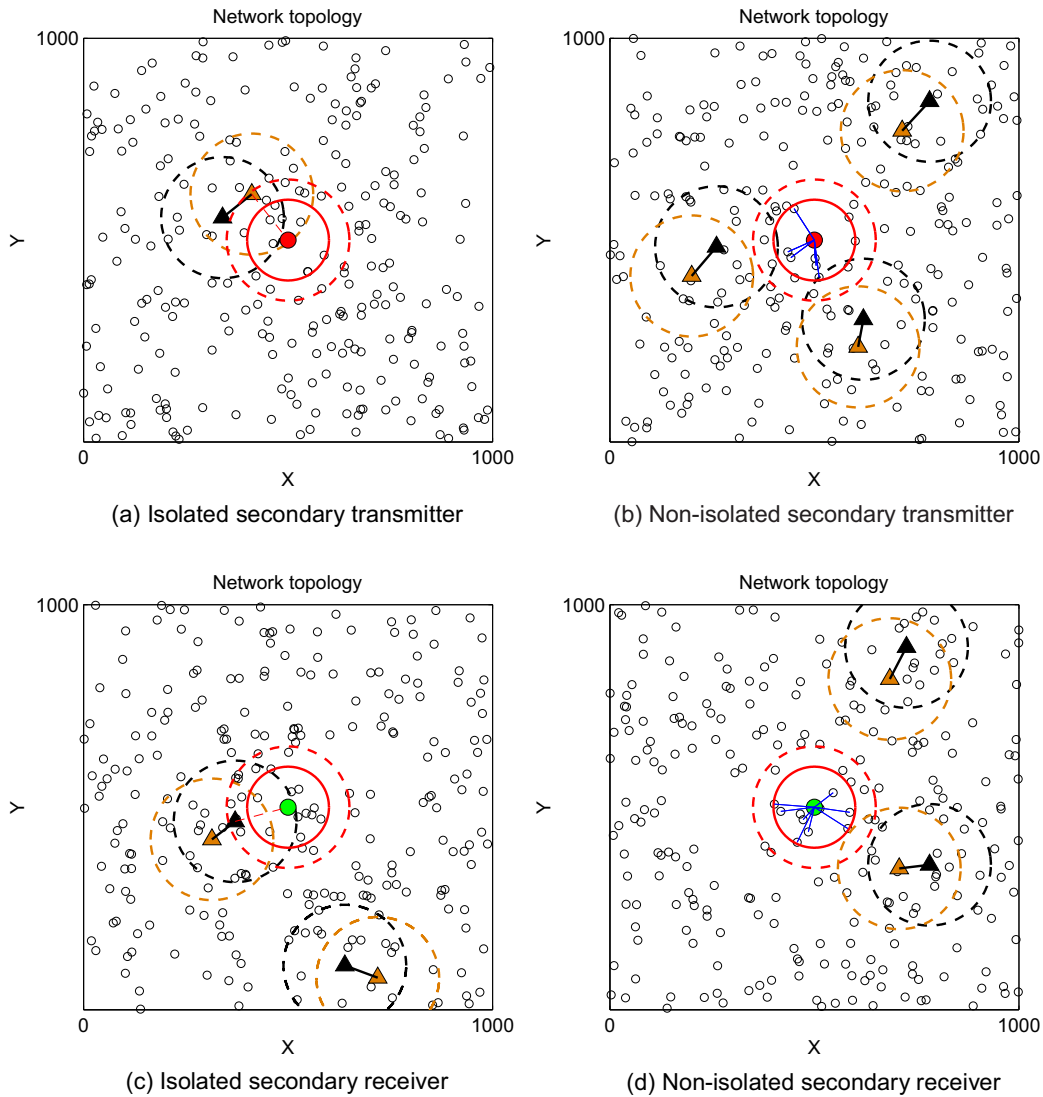 Network topology
1000
Y
0
1000
X
(a) Isolated secondary transmitter
Network topology
1000
Y
0
1000
X
(b) Non-isolated secondary transmitter
Network topology
1000
Y
0
1000
X
(c) Isolated secondary receiver
Network topology
1000
Y
0
1000
X
(d) Non-isolated secondary receiver